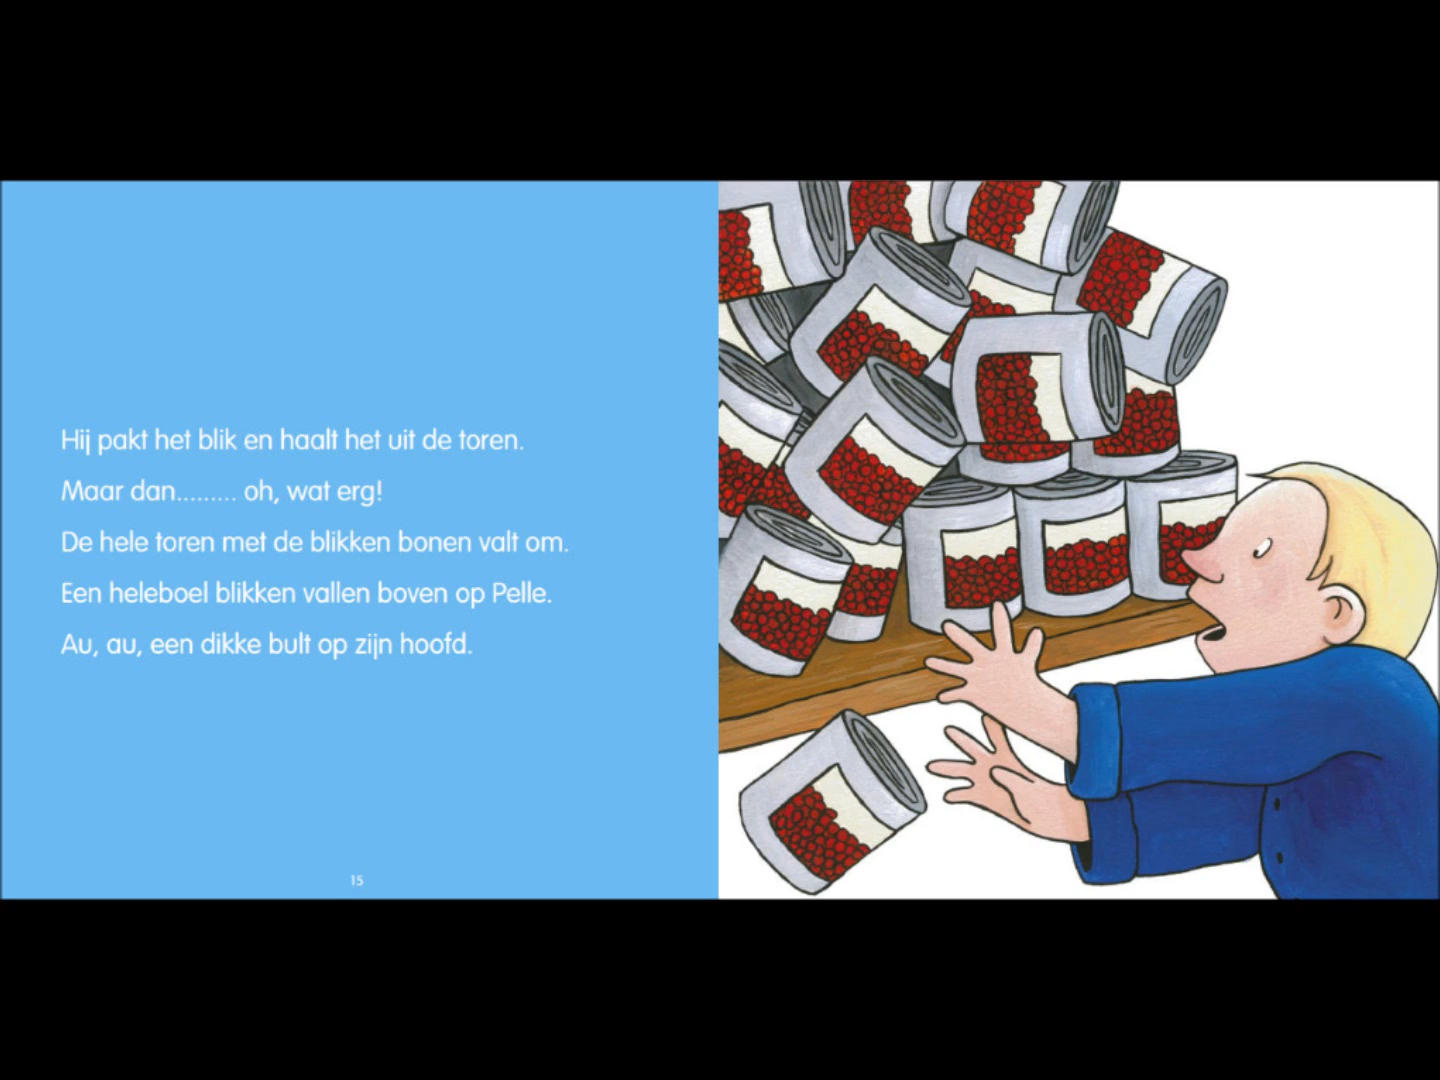 Hij pakt het blik en haalt het uit de toren.
Maar dan......... oh, wat erg!
De hele toren met de blikken bonen valt om.
Een heleboel blikken vallen boven op Pelle.
Au, au, een dikke bult op zijn hoofd.
15